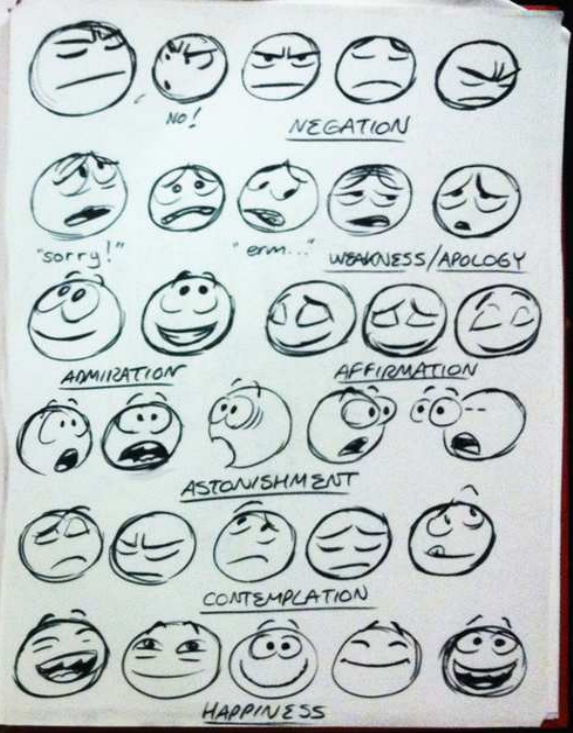 NO!
NEGATION
"sorry!" "erm..." WEAKNESS/APOLOGY
ADMIRATION AFFIRMATION
ASTONISHMENT
CONTEMPLATION
HAPPINESS